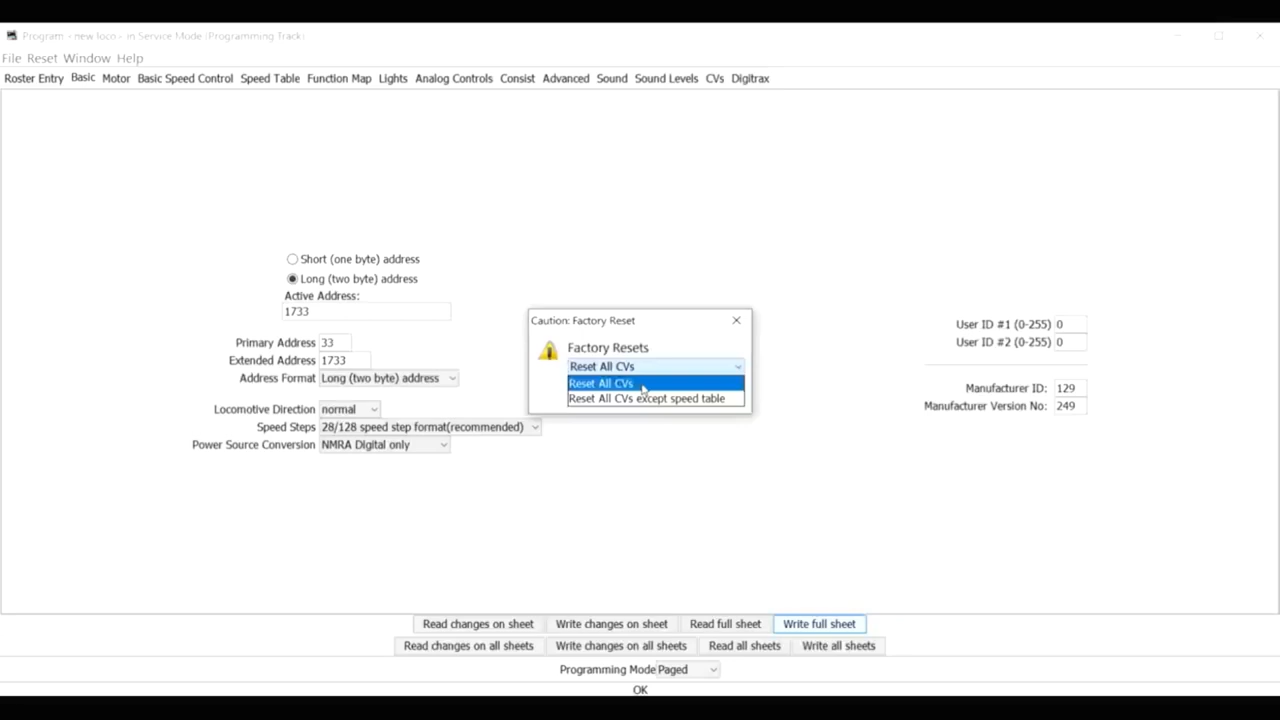 Program - new loco - in Service Mode (Programming Track)
File Reset Window Help
Roster Entry Basic Motor Basic Speed Control Speed Table Function Map Lights Analog Controls Consist Advanced Sound Sound Levels CVs Digitrax
Short (one byte) address
Long (two byte) address
Active Address:
1733
Primary Address 33
Extended Address 1733
Address Format Long (two byte) address
Locomotive Direction normal
Speed Steps 28/128 speed step format(recommended)
Power Source Conversion NMRA Digital only
Caution: Factory Reset
Factory Resets
Reset All CVs
Reset All CVs
Reset All CVs except speed table
User ID #1 (0-255) 0
User ID #2 (0-255) 0
Manufacturer ID: 129
Manufacturer Version No: 249
Read changes on sheet Write changes on sheet Read full sheet Write full sheet
Read changes on all sheets Write changes on all sheets Read all sheets Write all sheets
Programming Mode Paged
OK